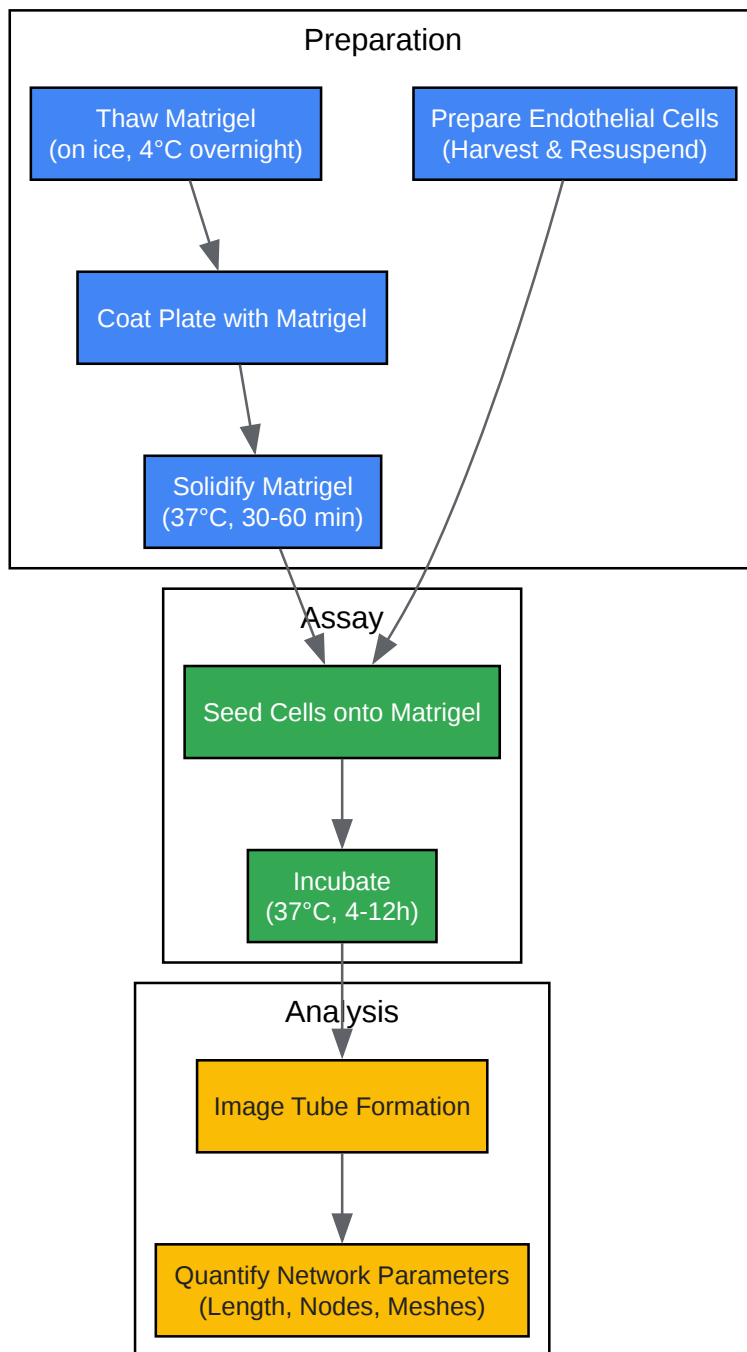 Preparation
Thaw Matrigel
(on ice, 4°C overnight)
Prepare Endothelial Cells
(Harvest & Resuspend)
Coat Plate with Matrigel
Solidify Matrigel
(37°C, 30-60 min)
Assay
Seed Cells onto Matrigel
Incubate
(37°C, 4-12h)
Analysis
Image Tube Formation
Quantify Network Parameters
(Length, Nodes, Meshes)